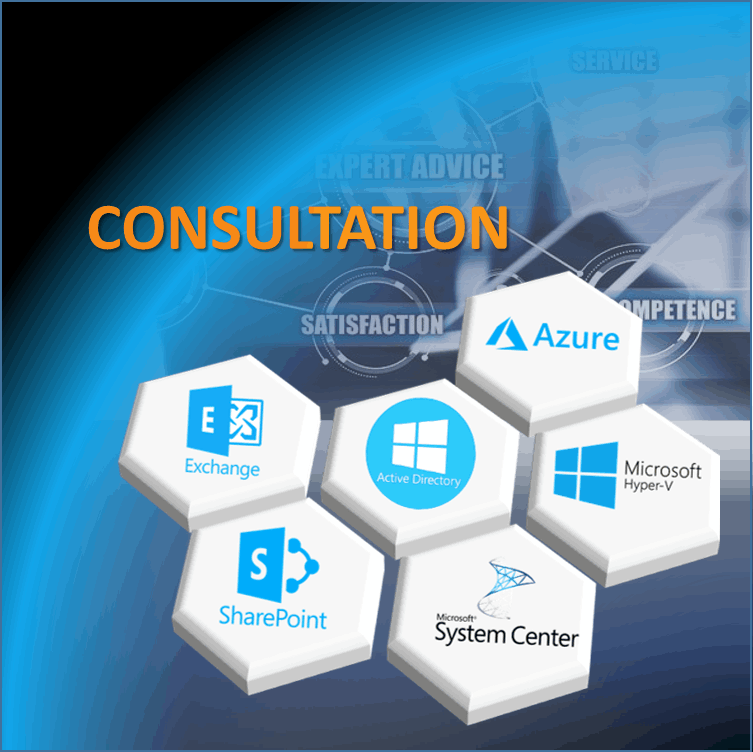 SERVICE
EXPERT ADVICE
CONSULTATION
SATISFACTION
OMPETENCE
Azure
E
Exchange
Active Directory
Microsoft
Hyper-V
S
SharePoint
Microsoft®
System Center